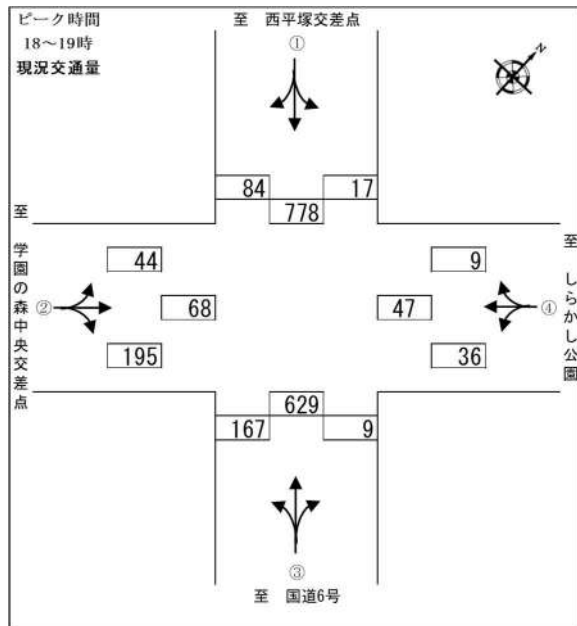 ピーク時間
18～19時
現況交通量
至 西平塚交差点
①
N
84
17
778
至 学園の森中央交差点
②
44
68
195
9
47
36
④
至 しらかし公園
629
167
9
③
至 国道6号